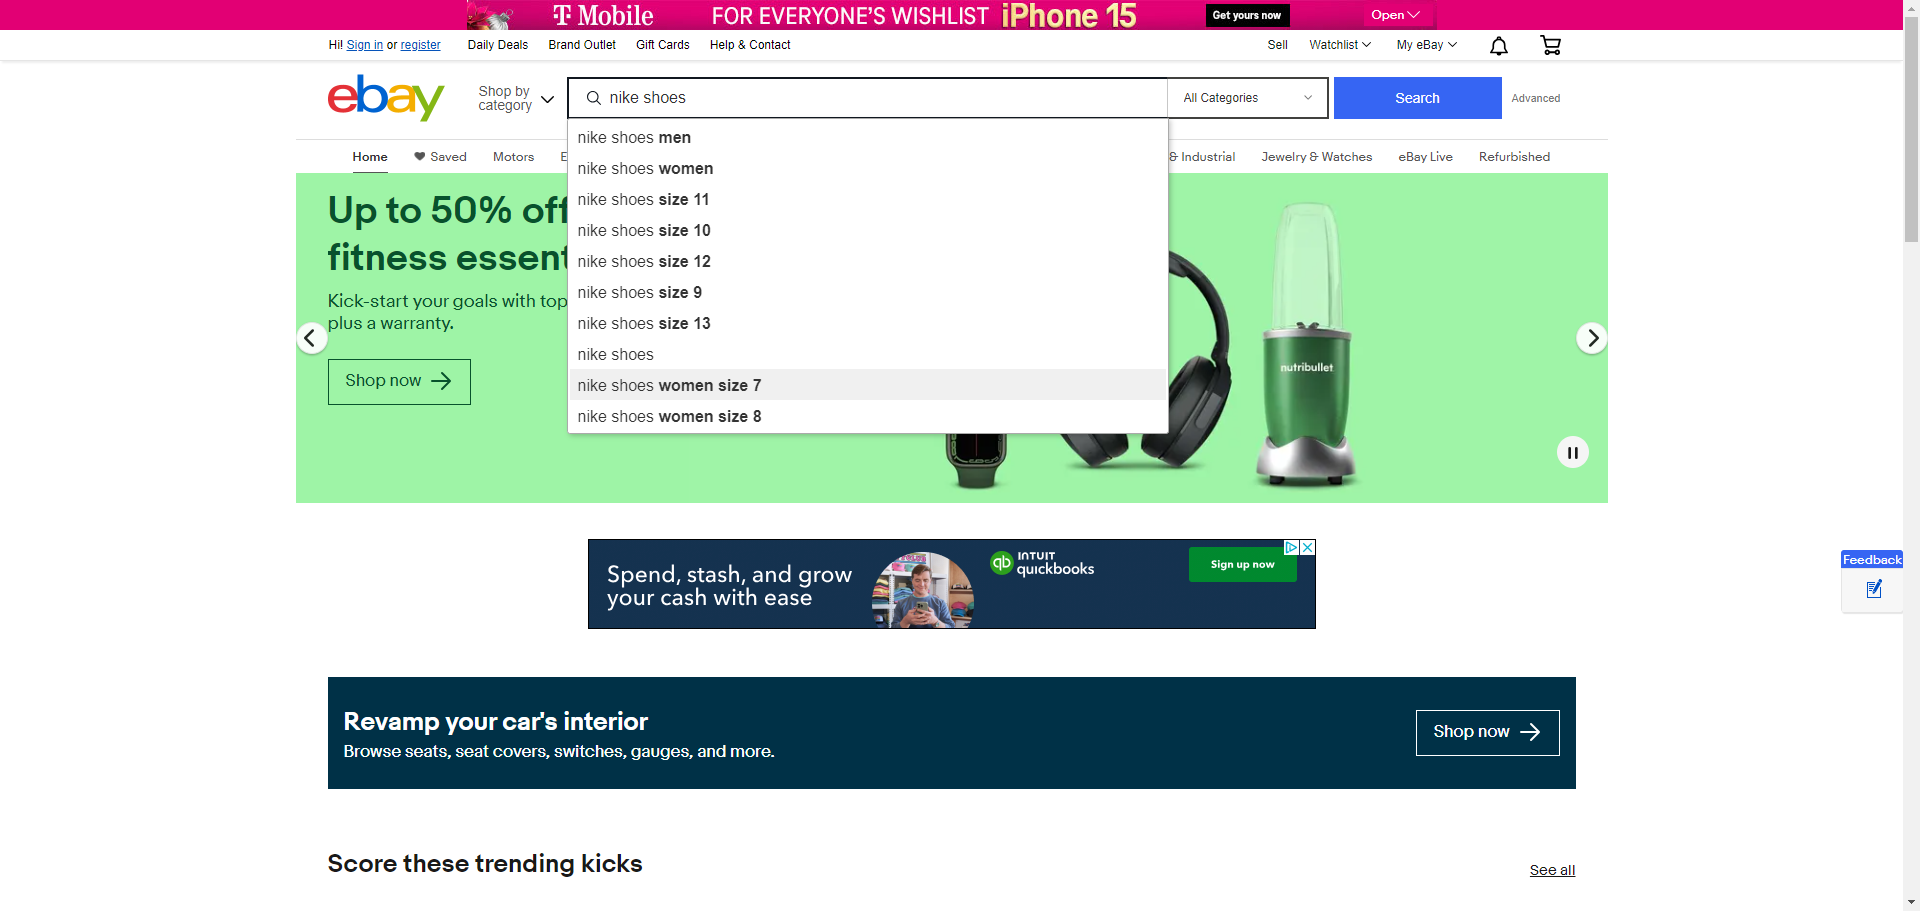 T Mobile FOR EVERYONE'S WISHLIST iPhone 15 Get yours now Open
Hi! Sign in or register Daily Deals Brand Outlet Gift Cards Help & Contact Sell Watchlist My eBay
ebay Shop by category nike shoes All Categories Search Advanced
nike shoes men
nike shoes women
nike shoes size 11
nike shoes size 10
nike shoes size 12
nike shoes size 9
nike shoes size 13
nike shoes
nike shoes women size 7
nike shoes women size 8
Home Saved Motors E & Industrial Jewelry & Watches eBay Live Refurbished
Up to 50% off
fitness essent
Kick-start your goals with top
plus a warranty.
Shop now
nutribullet
Spend, stash, and grow
your cash with ease
qb INTUIT
quickbooks
Sign up now
Feedback
Revamp your car's interior
Browse seats, seat covers, switches, gauges, and more.
Shop now
Score these trending kicks
See all